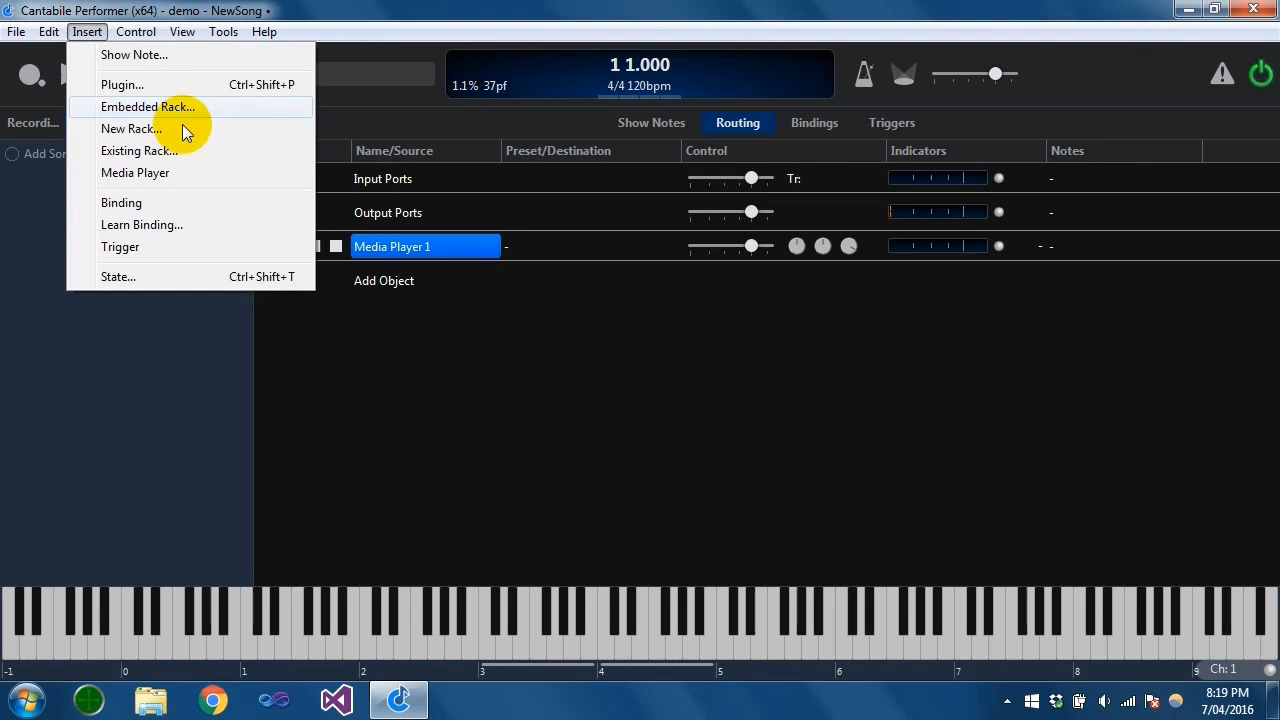 Cantabile Performer (x64) - demo - NewSong •
File Edit Insert Control View Tools Help
Show Note...
Plugin... Ctrl+Shift+P
Embedded Rack...
New Rack...
Existing Rack...
Media Player
Binding
Learn Binding...
Trigger
State... Ctrl+Shift+T
1 1.000
1.1% 37pf 4/4 120bpm
Recordi...
Show Notes Routing Bindings Triggers
Name/Source Preset/Destination Control Indicators Notes
Input Ports Tr: -
Output Ports -
Media Player 1 - - -
Add Object
-1 0 1 2 3 4 5 6 7 8 9
Ch: 1
8:19 PM
7/04/2016